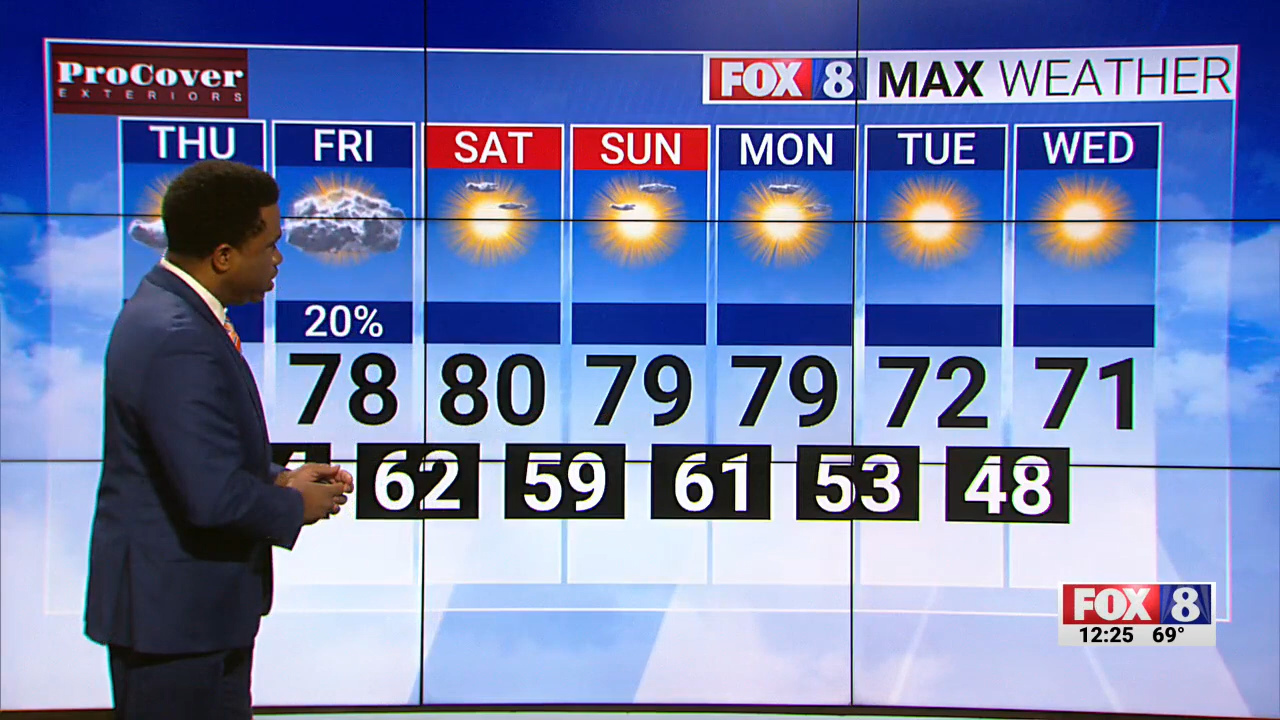 ProCover
EXTERIORS
FOX 8 MAX WEATHER
THU FRI SAT SUN MON TUE WED
20%
78 80 79 79 72 71
62 59 61 53 48
FOX 8
12:25 69°